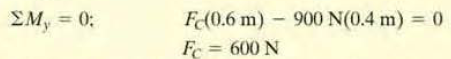 ΣM_y = 0; F_C(0.6 m) − 900 N(0.4 m) = 0
F_C = 600 N